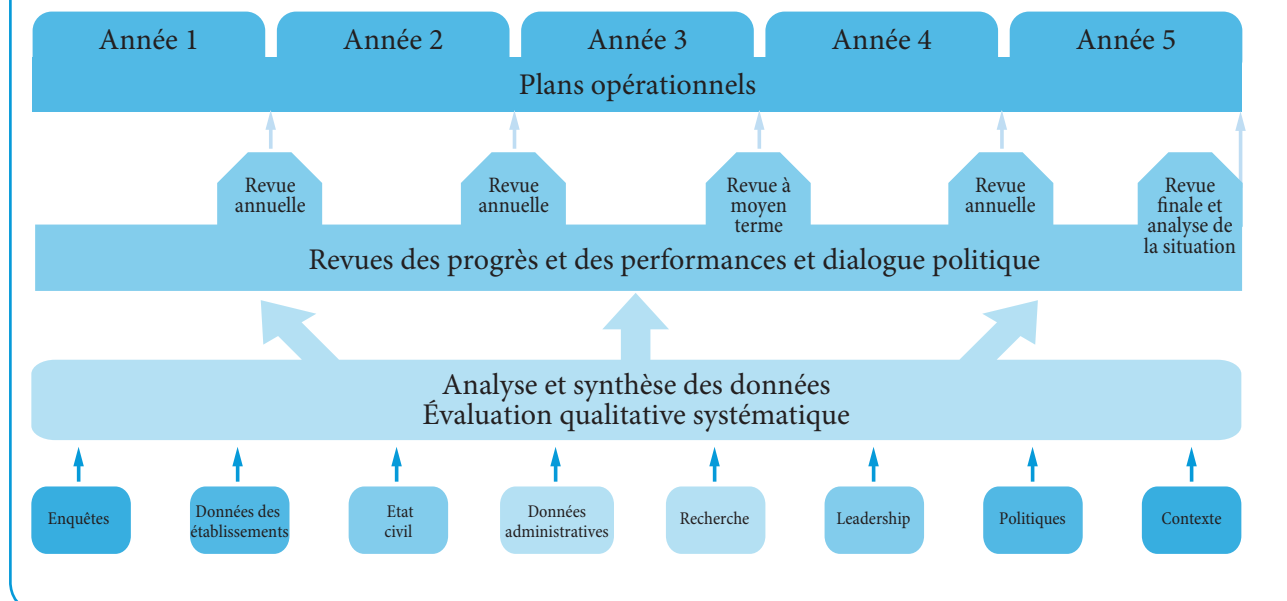 Année 1
Année 2
Année 3
Année 4
Année 5
Plans opérationnels
Revue
annuelle
Revue
annuelle
Revue à
moyen
terme
Revue
annuelle
Revue
finale et
analyse de
la situation
Revues des progrès et des performances et dialogue politique
Analyse et synthèse des données
Évaluation qualitative systématique
Enquêtes
Données des
établissements
Etat
civil
Données
administratives
Recherche
Leadership
Politiques
Contexte